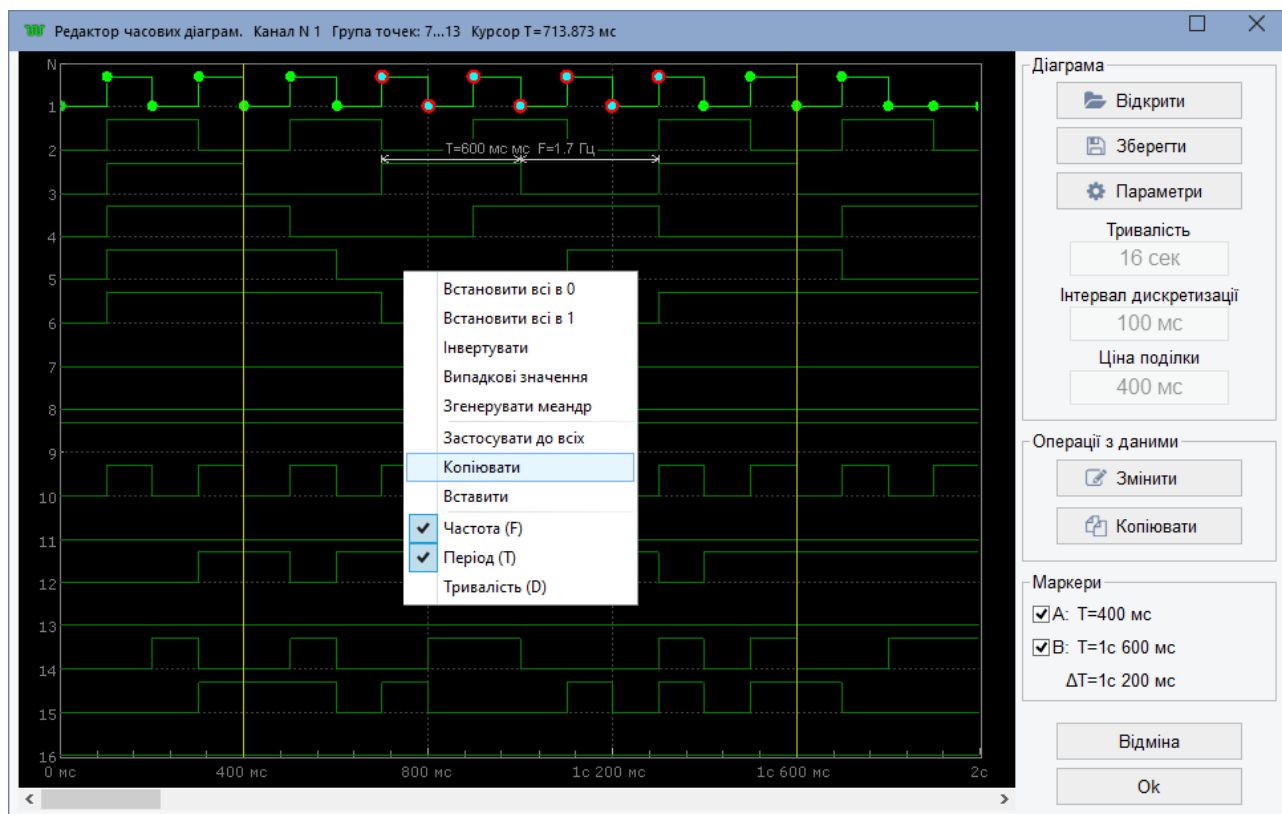 Редактор часових діаграм. Канал N 1 Група точек: 7...13 Курсор T=713.873 мс
N
1
2
3
4
5
6
7
8
9
10
11
12
13
14
15
16
T=600 мс мс F=1.7 Гц
0 мс 400 мс 800 мс 1с 200 мс 1с 600 мс 2с
Встановити всі в 0
Встановити всі в 1
Інвертувати
Випадкові значення
Згенерувати меандр
Застосувати до всіх
Копіювати
Вставити
Частота (F)
Період (T)
Тривалість (D)
Діаграма
Відкрити
Зберегти
Параметри
Тривалість
16 сек
Інтервал дискретизації
100 мс
Ціна поділки
400 мс
Операції з даними
Змінити
Копіювати
Маркери
A: T=400 мс
B: T=1с 600 мс
ΔT=1с 200 мс
Відміна
Ok